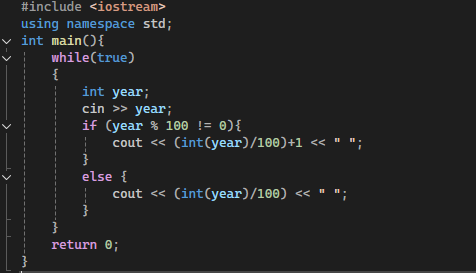 #include <iostream>
using namespace std;
int main(){
    while(true)
    {
        int year;
        cin >> year;
        if (year % 100 != 0){
            cout << (int(year)/100)+1 << " ";
        }
        else {
            cout << (int(year)/100) << " ";
        }
    }
    return 0;
}